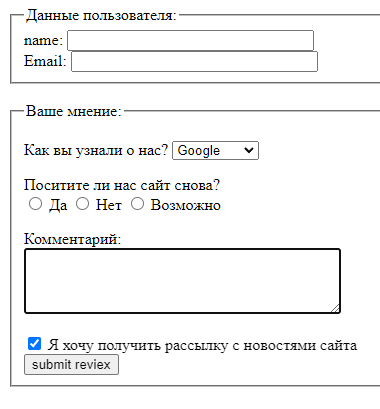 Данные пользователя:
name:
Email:
Ваше мнение:
Как вы узнали о нас? Google
Поситите ли нас сайт снова?
Да Нет Возможно
Комментарий:
Я хочу получить рассылку с новостями сайта
submit reviex